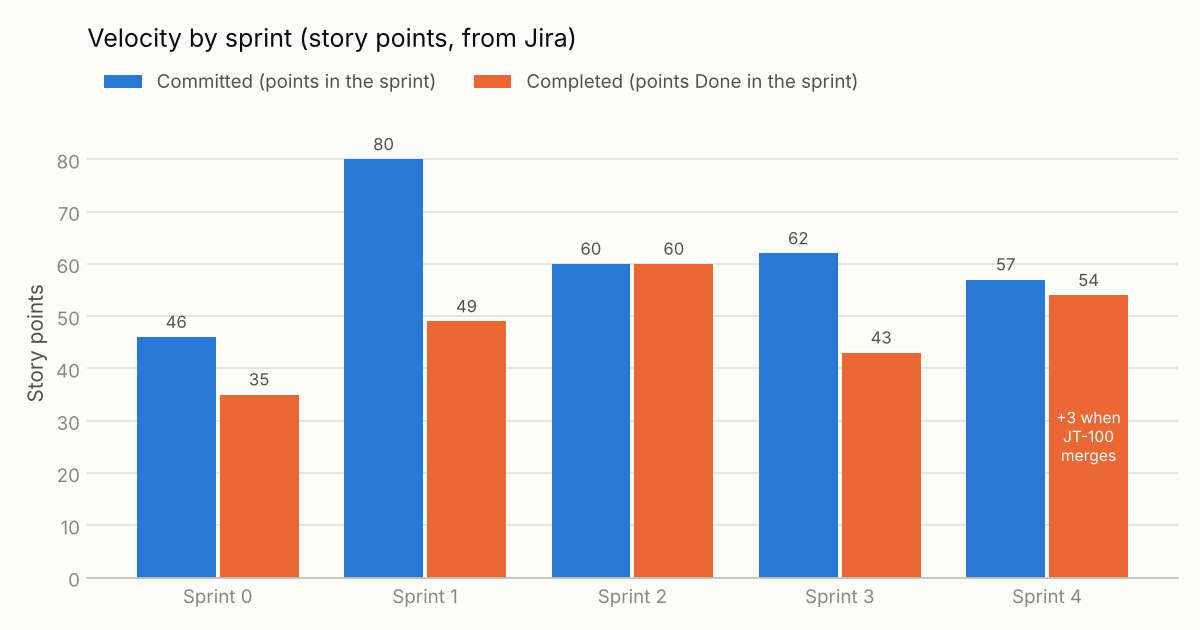 Velocity by sprint (story points, from Jira)
Committed (points in the sprint)
Completed (points Done in the sprint)
Story points
80
70
60
50
40
30
20
10
0
46
35
80
49
60
60
62
43
57
54
+3 when
JT-100
merges
Sprint 0
Sprint 1
Sprint 2
Sprint 3
Sprint 4